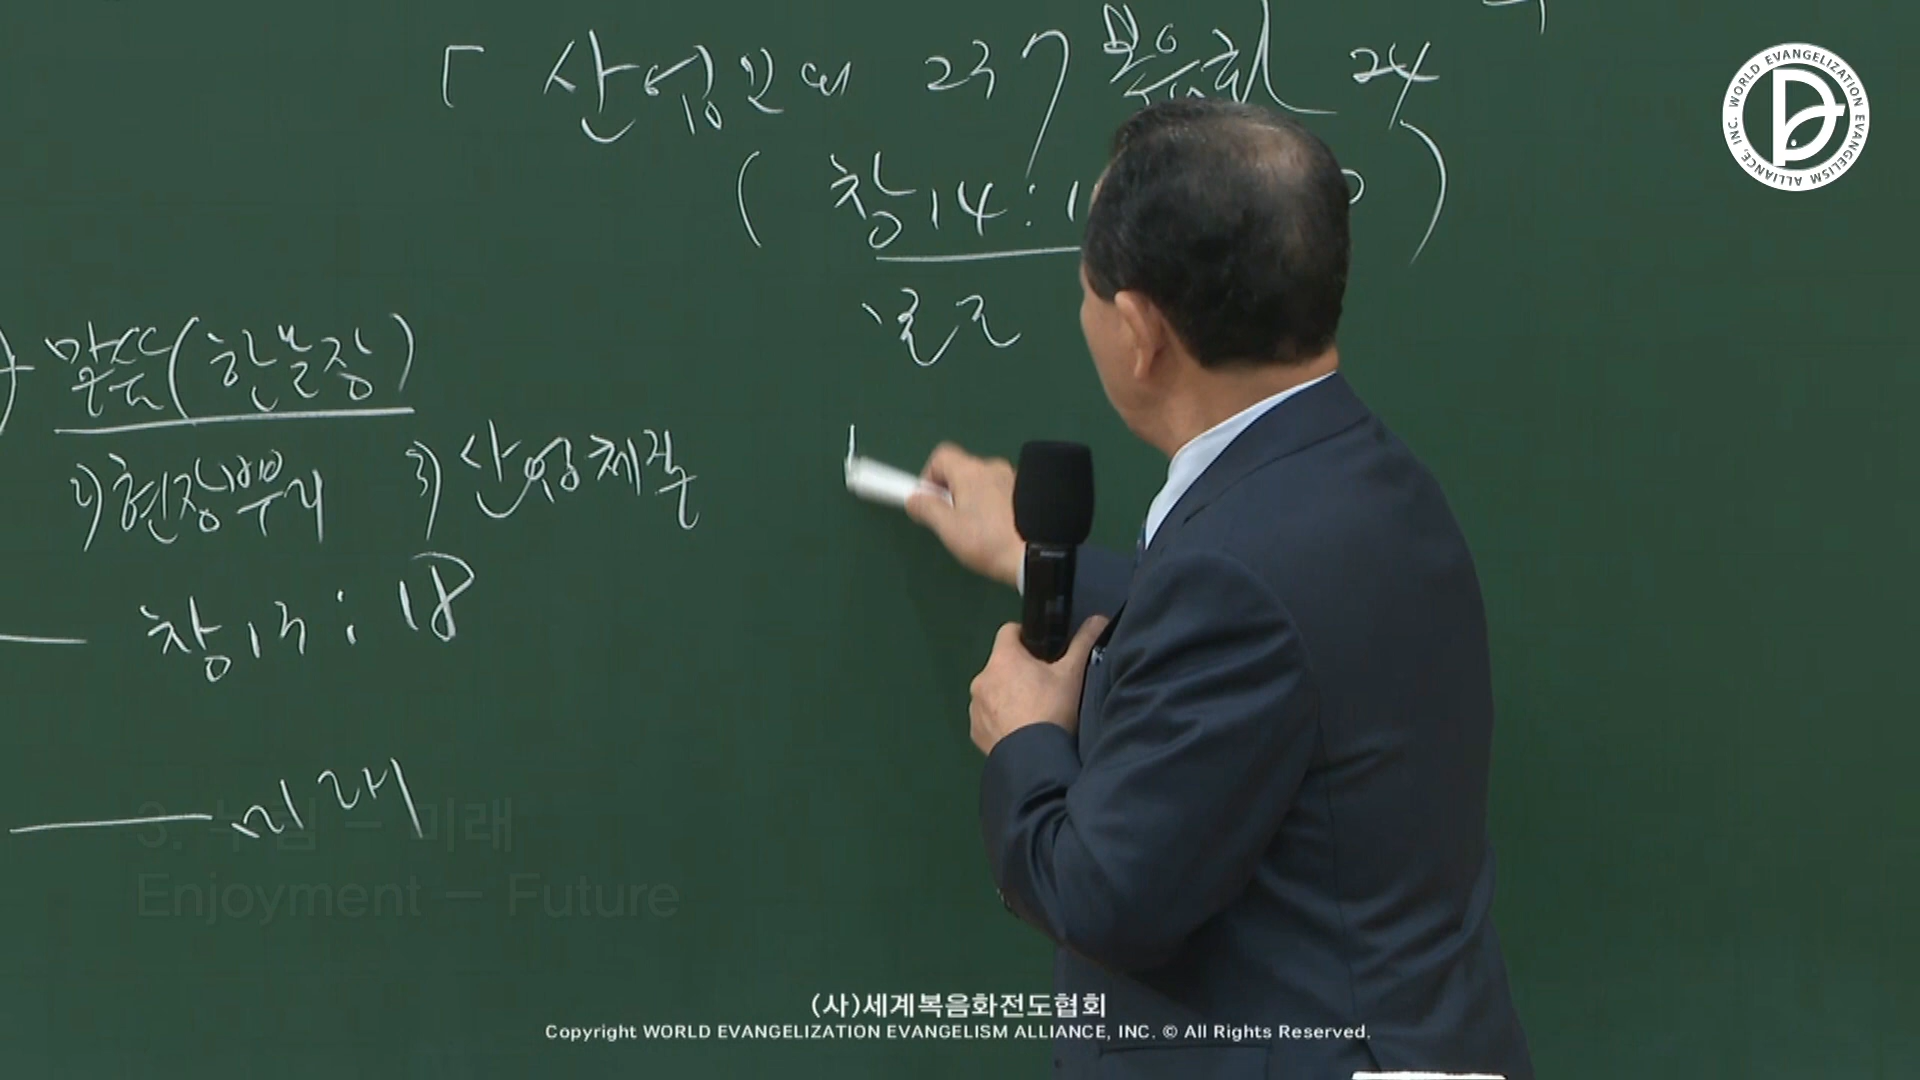 「산업인과 237 복음화 24
(창14:1
) 말씀(한늘장)
2) 현장뿌리 3) 산업체질
— 창13:18
— 미래
3. 누림 – 미래
Enjoyment – Future
WORLD EVANGELIZATION EVANGELISM ALLIANCE, INC.
(사)세계복음화전도협회
Copyright WORLD EVANGELIZATION EVANGELISM ALLIANCE, INC. © All Rights Reserved.